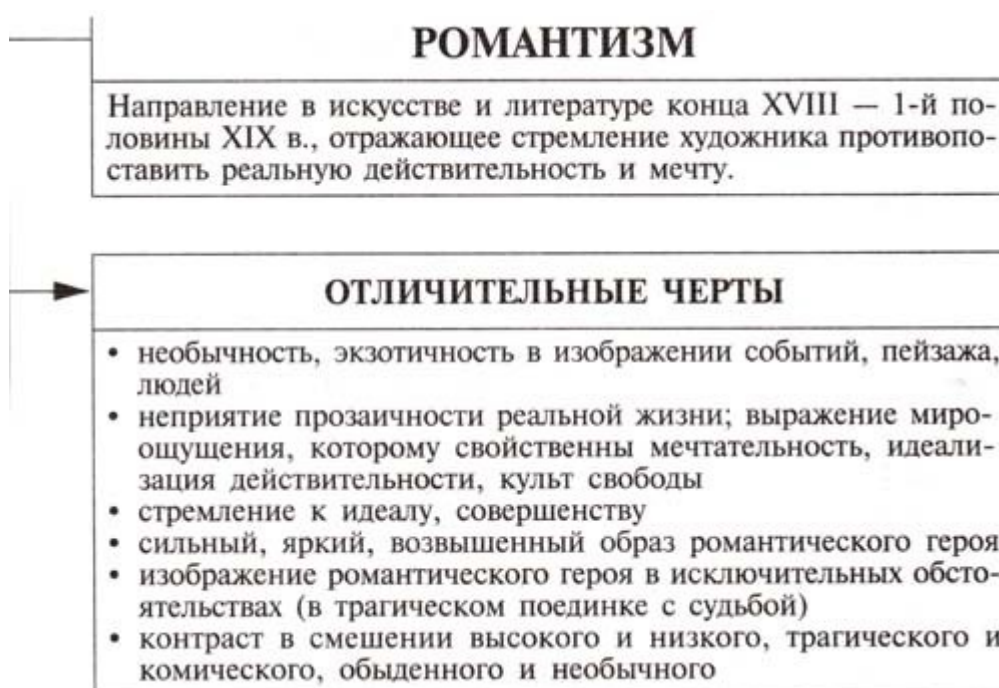 РОМАНТИЗМ
Направление в искусстве и литературе конца XVIII — 1-й по-
ловины XIX в., отражающее стремление художника противопо-
ставить реальную действительность и мечту.
ОТЛИЧИТЕЛЬНЫЕ ЧЕРТЫ
• необычность, экзотичность в изображении событий, пейзажа,
людей
• неприятие прозаичности реальной жизни; выражение миро-
ощущения, которому свойственны мечтательность, идеали-
зация действительности, культ свободы
• стремление к идеалу, совершенству
• сильный, яркий, возвышенный образ романтического героя
• изображение романтического героя в исключительных обсто-
ятельствах (в трагическом поединке с судьбой)
• контраст в смешении высокого и низкого, трагического и
комического, обыденного и необычного